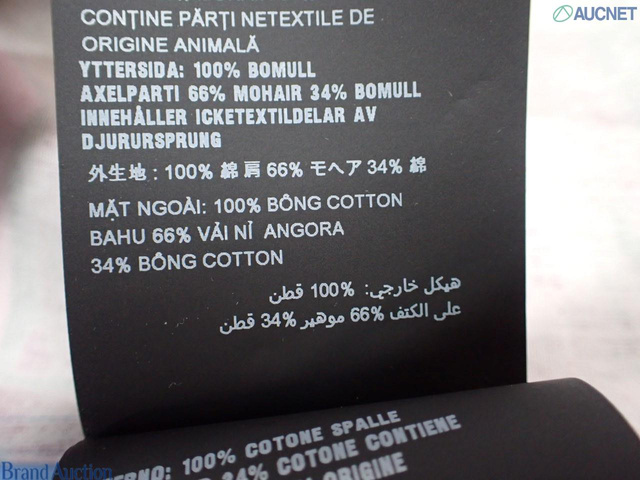 AUCNET
CONȚINE PĂRȚI NETEXTILE DE
ORIGINE ANIMALĂ
YTTERSIDA: 100% BOMULL
AXELPARTI 66% MOHAIR 34% BOMULL
INNEHÅLLER ICKETEXTILDELAR AV
DJURURSPRUNG
外生地 : 100% 綿 肩 66% モヘア 34% 綿
MẶT NGOÀI: 100% BÔNG COTTON
BAHU 66% VẢI NỈ ANGORA
34% BÔNG COTTON
هيكل خارجي: %100 قطن
على الكتف %66 موهير %34 قطن
100% COTONE SPALLE
34% COTONE CONTIENE
ORIGINE
Brand Auction